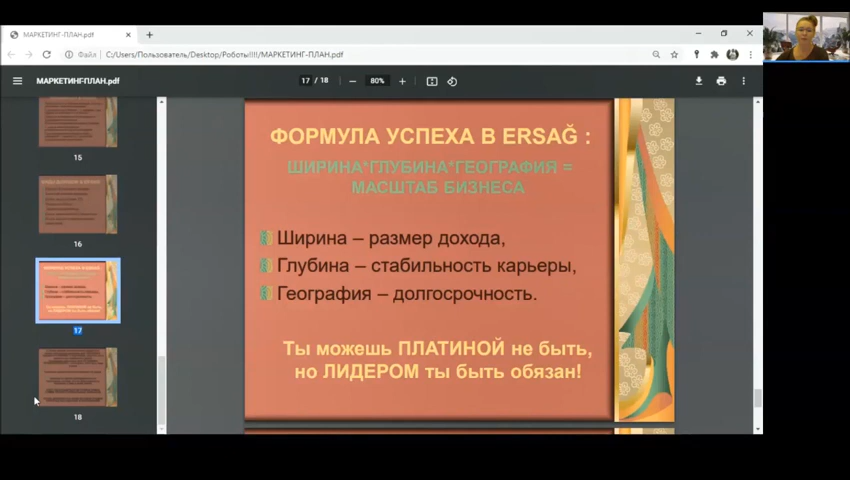 МАРКЕТИНГ-ПЛАН.pdf
Файл | C:/Users/Пользователь/Desktop/Роботы!!!!/МАРКЕТИНГ-ПЛАН.pdf
МАРКЕТИНГ-ПЛАН.pdf
17 / 18
80%
15
16
17
18
ФОРМУЛА УСПЕХА В ERSAĞ :
ШИРИНА*ГЛУБИНА*ГЕОГРАФИЯ =
МАСШТАБ БИЗНЕСА
Ширина – размер дохода,
Глубина – стабильность карьеры,
География – долгосрочность.
Ты можешь ПЛАТИНОЙ не быть,
но ЛИДЕРОМ ты быть обязан!